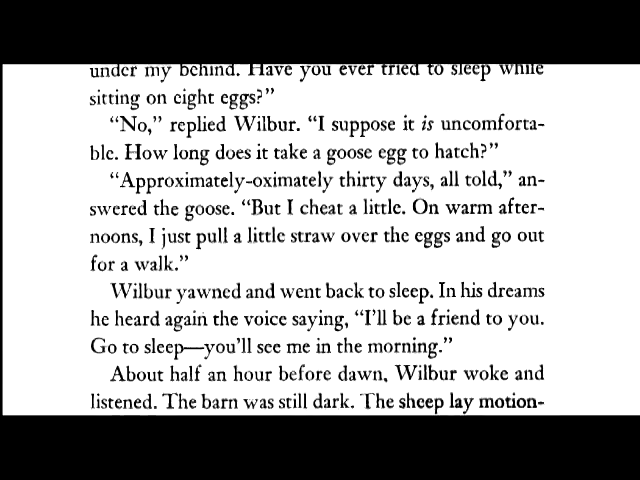 under my behind. Have you ever tried to sleep while
sitting on eight eggs?”
“No,” replied Wilbur. “I suppose it is uncomforta-
ble. How long does it take a goose egg to hatch?”
“Approximately-oximately thirty days, all told,” an-
swered the goose. “But I cheat a little. On warm after-
noons, I just pull a little straw over the eggs and go out
for a walk.”
Wilbur yawned and went back to sleep. In his dreams
he heard again the voice saying, “I’ll be a friend to you.
Go to sleep—you’ll see me in the morning.”
About half an hour before dawn, Wilbur woke and
listened. The barn was still dark. The sheep lay motion-